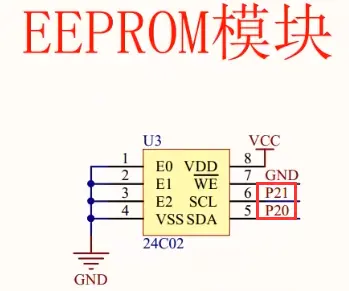 EEPROM模块
U3
VCC
1 E0 VDD 8
2 E1 WE 7 GND
3 E2 SCL 6 P21
4 VSS SDA 5 P20
24C02
GND